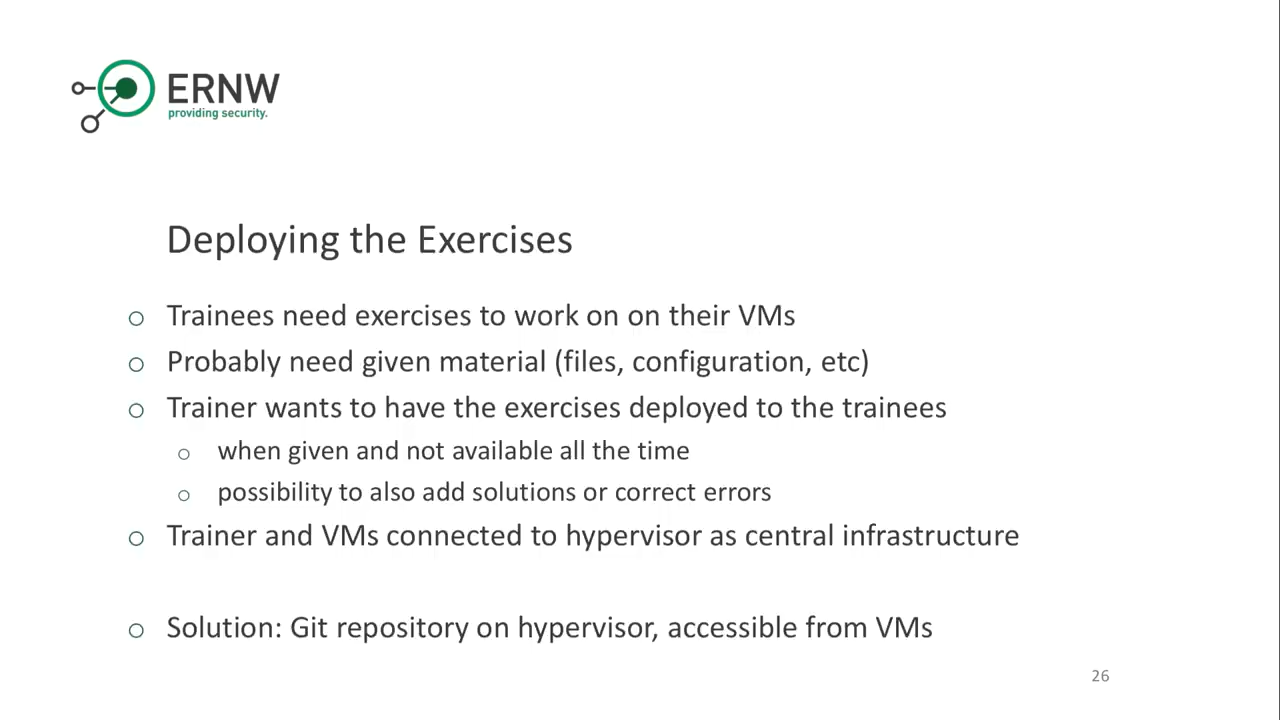 ERNW
providing security.
Deploying the Exercises
Trainees need exercises to work on on their VMs
Probably need given material (files, configuration, etc)
Trainer wants to have the exercises deployed to the trainees
when given and not available all the time
possibility to also add solutions or correct errors
Trainer and VMs connected to hypervisor as central infrastructure
Solution: Git repository on hypervisor, accessible from VMs
26